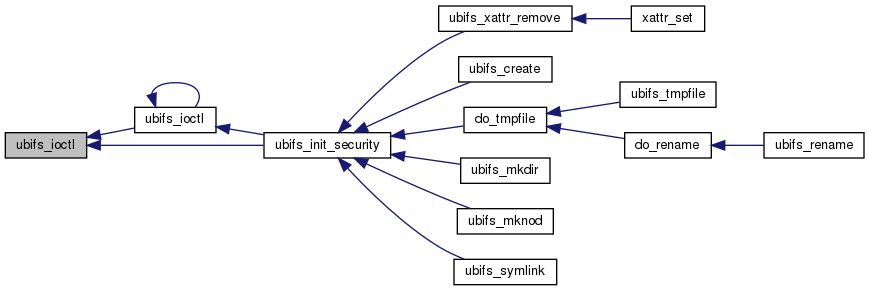 ubifs_xattr_remove
xattr_set
ubifs_create
ubifs_tmpfile
ubifs_ioctl
do_tmpfile
ubifs_ioctl
ubifs_init_security
do_rename
ubifs_rename
ubifs_mkdir
ubifs_mknod
ubifs_symlink